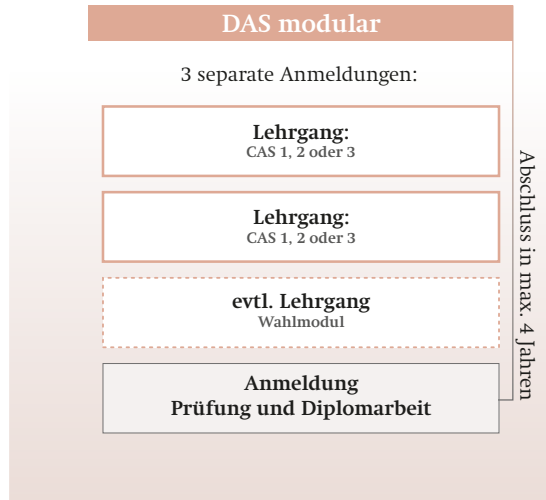 DAS modular
3 separate Anmeldungen:
Lehrgang:
CAS 1, 2 oder 3
Lehrgang:
CAS 1, 2 oder 3
evtl. Lehrgang
Wahlmodul
Anmeldung
Prüfung und Diplomarbeit
Abschluss in max. 4 Jahren